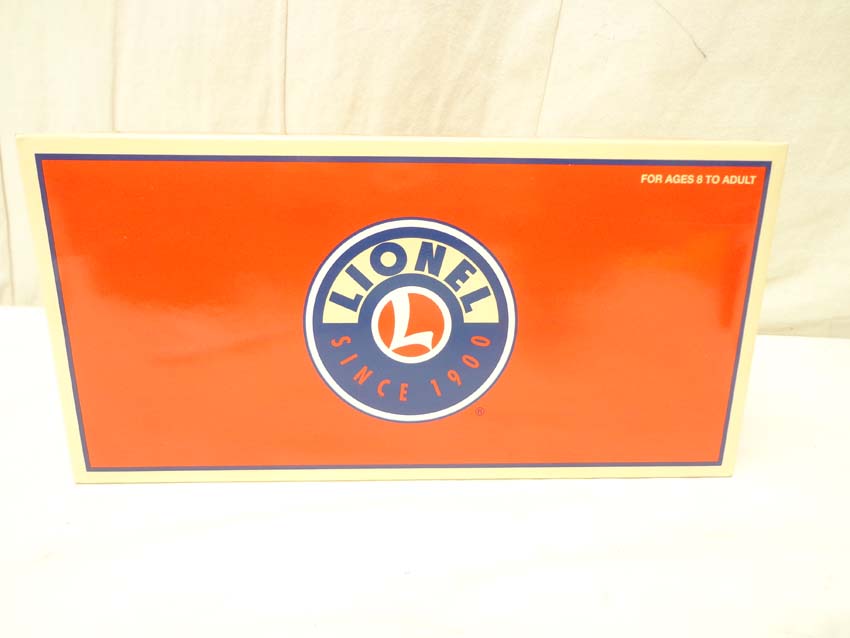 FOR AGES 8 TO ADULT
LIONEL
L
SINCE 1900
®